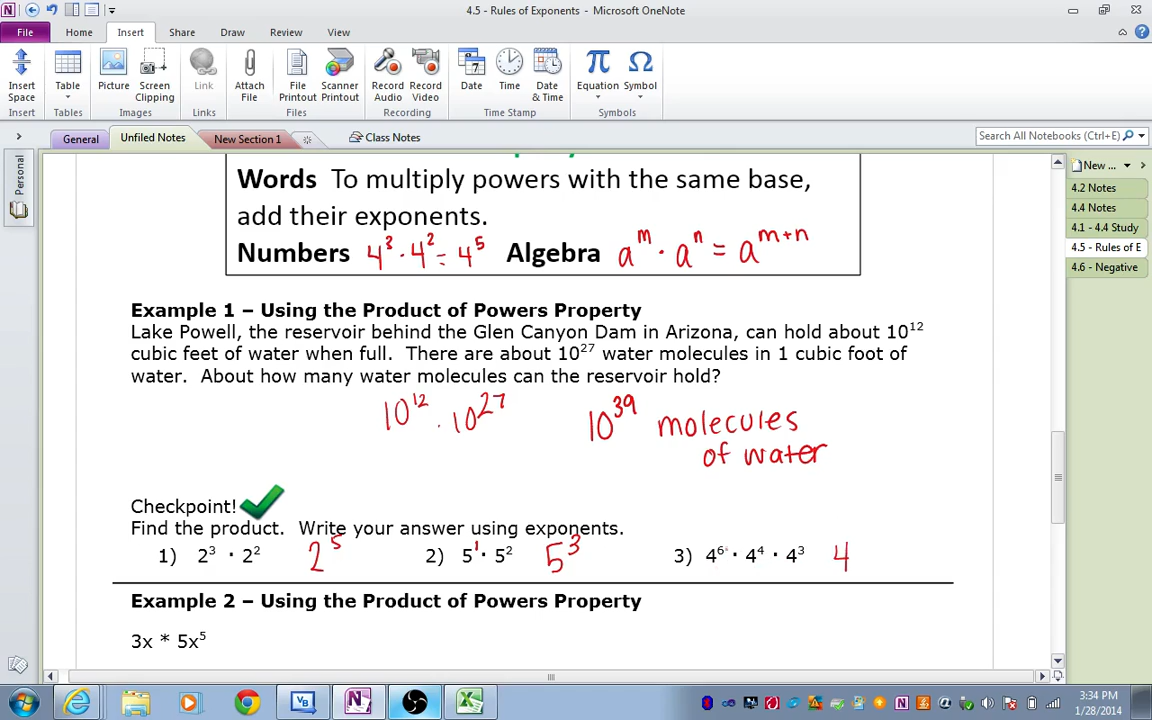 4.5 - Rules of Exponents - Microsoft OneNote
File Home Insert Share Draw Review View
Insert Space Table Picture Screen Clipping Link Attach File File Printout Scanner Printout Record Audio Record Video Date Time Date & Time Equation Symbol
Insert Tables Images Links Files Recording Time Stamp Symbols
General Unfiled Notes New Section 1 Class Notes Search All Notebooks (Ctrl+E)
Personal
New ...
4.2 Notes
4.4 Notes
4.1 - 4.4 Study
4.5 - Rules of E
4.6 - Negative
Words To multiply powers with the same base,
add their exponents.
Numbers 4³ · 4² = 4⁵ Algebra aᵐ · aⁿ = aᵐ⁺ⁿ
Example 1 – Using the Product of Powers Property
Lake Powell, the reservoir behind the Glen Canyon Dam in Arizona, can hold about 10¹²
cubic feet of water when full. There are about 10²⁷ water molecules in 1 cubic foot of
water. About how many water molecules can the reservoir hold?
10¹² · 10²⁷ 10³⁹ molecules
of water
Checkpoint!
Find the product. Write your answer using exponents.
1) 2³ · 2² 2⁵ 2) 5¹ · 5² 5³ 3) 4⁶ · 4⁴ · 4³ 4
Example 2 – Using the Product of Powers Property
3x * 5x⁵
3:34 PM
1/28/2014